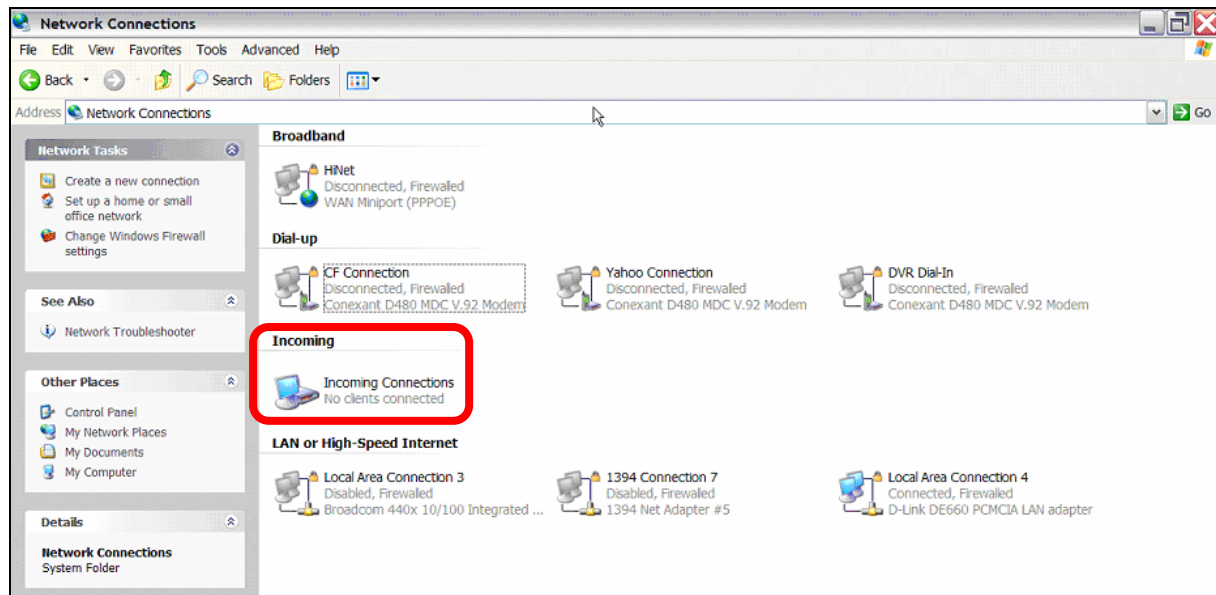 Network Connections
File Edit View Favorites Tools Advanced Help
Back Search Folders
Address Network Connections Go
Network Tasks
Create a new connection
Set up a home or small
office network
Change Windows Firewall
settings
See Also
Network Troubleshooter
Other Places
Control Panel
My Network Places
My Documents
My Computer
Details
Network Connections
System Folder
Broadband
HiNet
Disconnected, Firewalled
WAN Miniport (PPPOE)
Dial-up
CF Connection
Disconnected, Firewalled
Conexant D480 MDC V.92 Modem
Yahoo Connection
Disconnected, Firewalled
Conexant D480 MDC V.92 Modem
DVR Dial-In
Disconnected, Firewalled
Conexant D480 MDC V.92 Modem
Incoming
Incoming Connections
No clients connected
LAN or High-Speed Internet
Local Area Connection 3
Disabled, Firewalled
Broadcom 440x 10/100 Integrated ...
1394 Connection 7
Disabled, Firewalled
1394 Net Adapter #5
Local Area Connection 4
Connected, Firewalled
D-Link DE660 PCMCIA LAN adapter